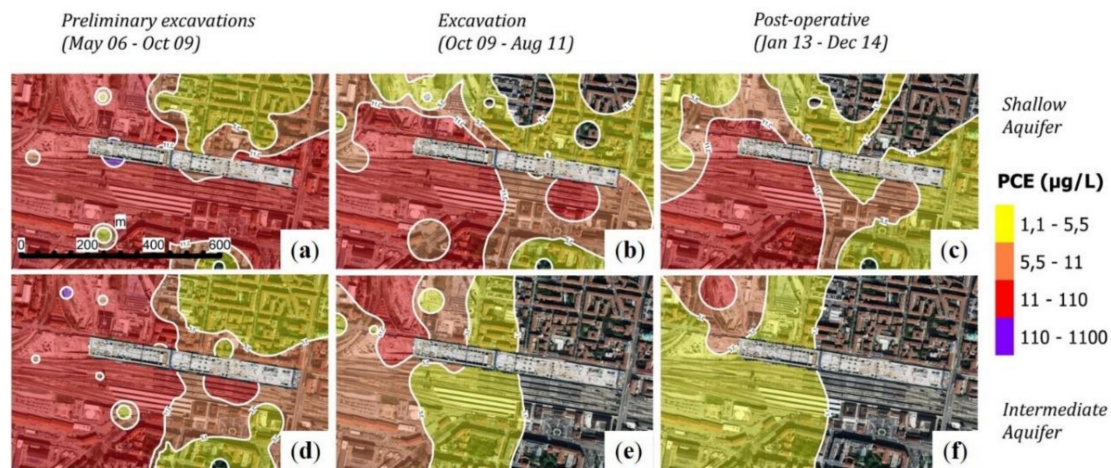 Preliminary excavations
(May 06 - Oct 09)
Excavation
(Oct 09 - Aug 11)
Post-operative
(Jan 13 - Dec 14)
Shallow
Aquifer
PCE (µg/L)
1,1 - 5,5
5,5 - 11
11 - 110
110 - 1100
Intermediate
Aquifer
m
0 200 400 600
(a)
(b)
(c)
(d)
(e)
(f)